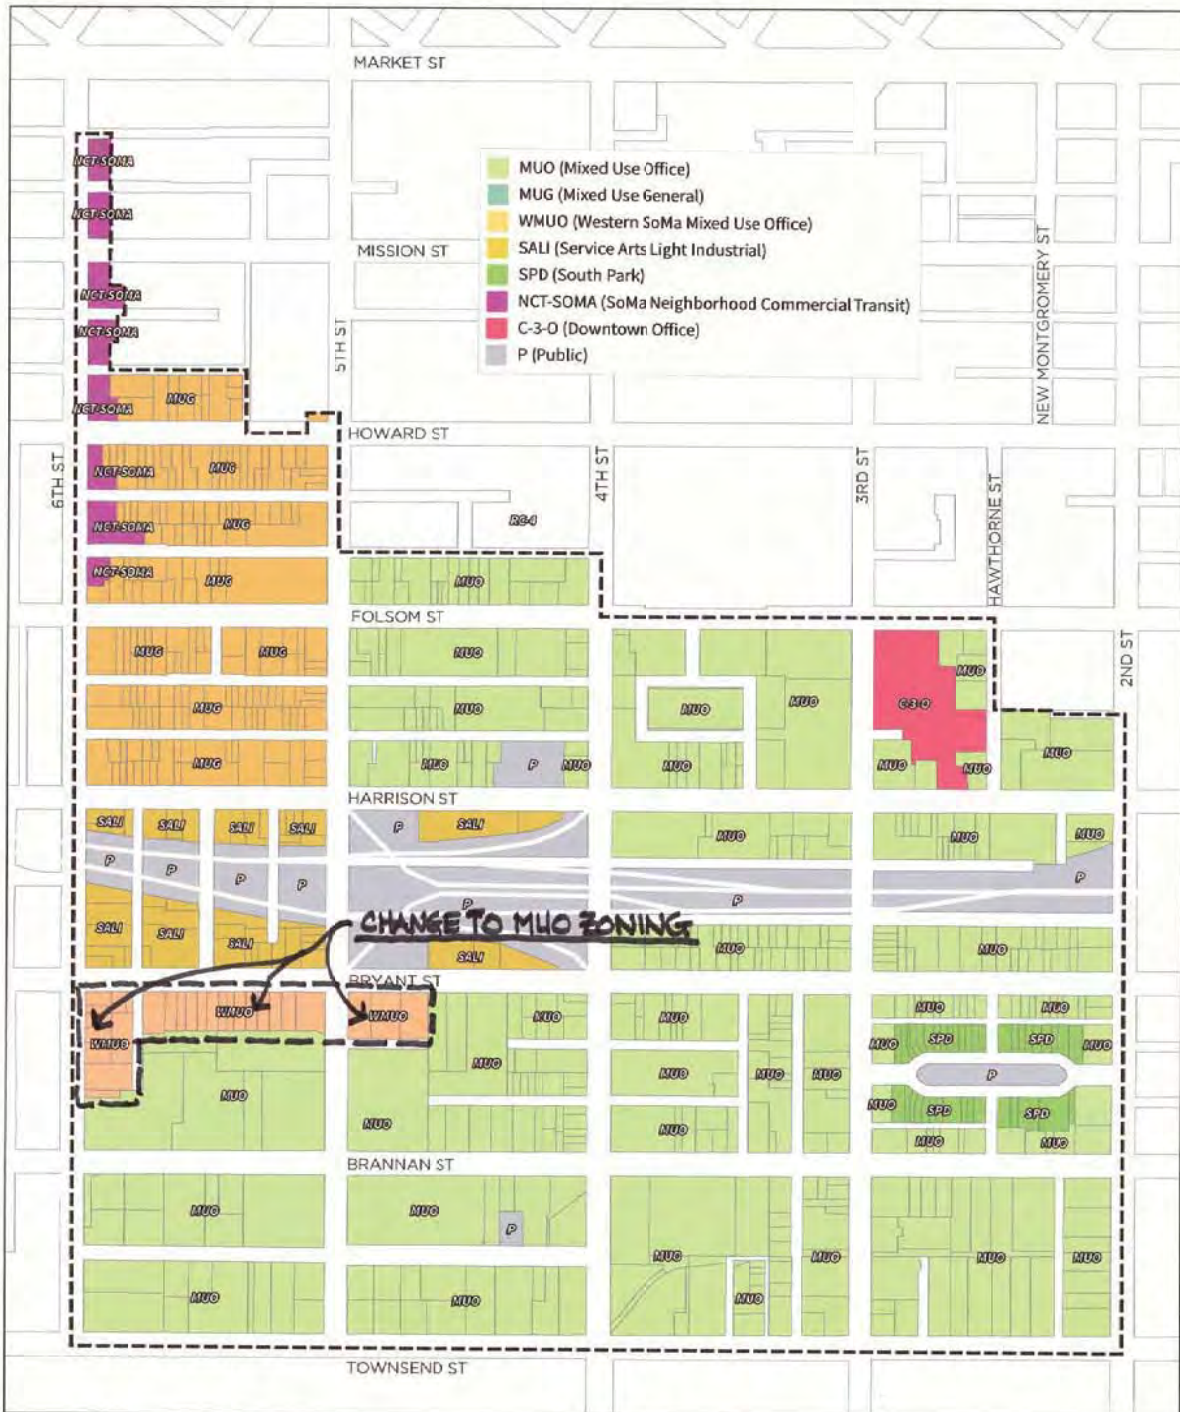 MARKET ST
NCT-SOMA
MUO (Mixed Use Office)
MUG (Mixed Use General)
NCT-SOMA
WMUO (Western SoMa Mixed Use Office)
MISSION ST
SALI (Service Arts Light Industrial)
SPD (South Park)
NCT-SOMA
NCT-SOMA (SoMa Neighborhood Commercial Transit)
NCT-SOMA
C-3-O (Downtown Office)
P (Public)
5TH ST
NEW MONTGROMERY ST
NCT-SOMA MUG
HOWARD ST
6TH ST
NCT-SOMA MUG
4TH ST
3RD ST
HAWTHORNE ST
NCT-SOMA MUG
RC-4
NCT-SOMA MUG
MUO
FOLSOM ST
2ND ST
MUG MUG MUO
MUO
MUG MUO
MUO MUO
C-3-O
MUG MUO P MUO MUO
MUO MUO MUO
HARRISON ST
SALI SALI SALI SALI
P SALI
MUO MUO MUO
P P P P
P P P
CHANGE TO MUO ZONING
SALI SALI SALI SALI
MUO MUO
BRYANT ST
WMUO WMUO WMUO
MUO MUO MUO MUO
MUO SPD SPD MUO
MUO MUO MUO MUO
P
MUO MUO MUO
MUO SPD SPD
MUO MUO
BRANNAN ST
MUO MUO P
MUO MUO MUO MUO
MUO MUO MUO
TOWNSEND ST